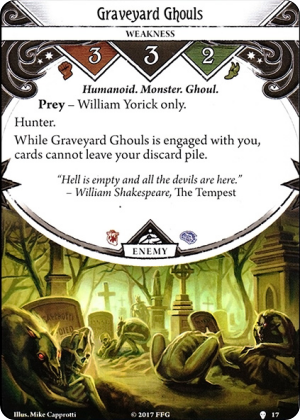 Graveyard Ghouls
WEAKNESS
3 3 2
Humanoid. Monster. Ghoul.
Prey – William Yorick only.
Hunter.
While Graveyard Ghouls is engaged with you,
cards cannot leave your discard pile.
"Hell is empty and all the devils are here."
– William Shakespeare, The Tempest
ENEMY
Illus. Mike Capprotti
© 2017 FFG
17